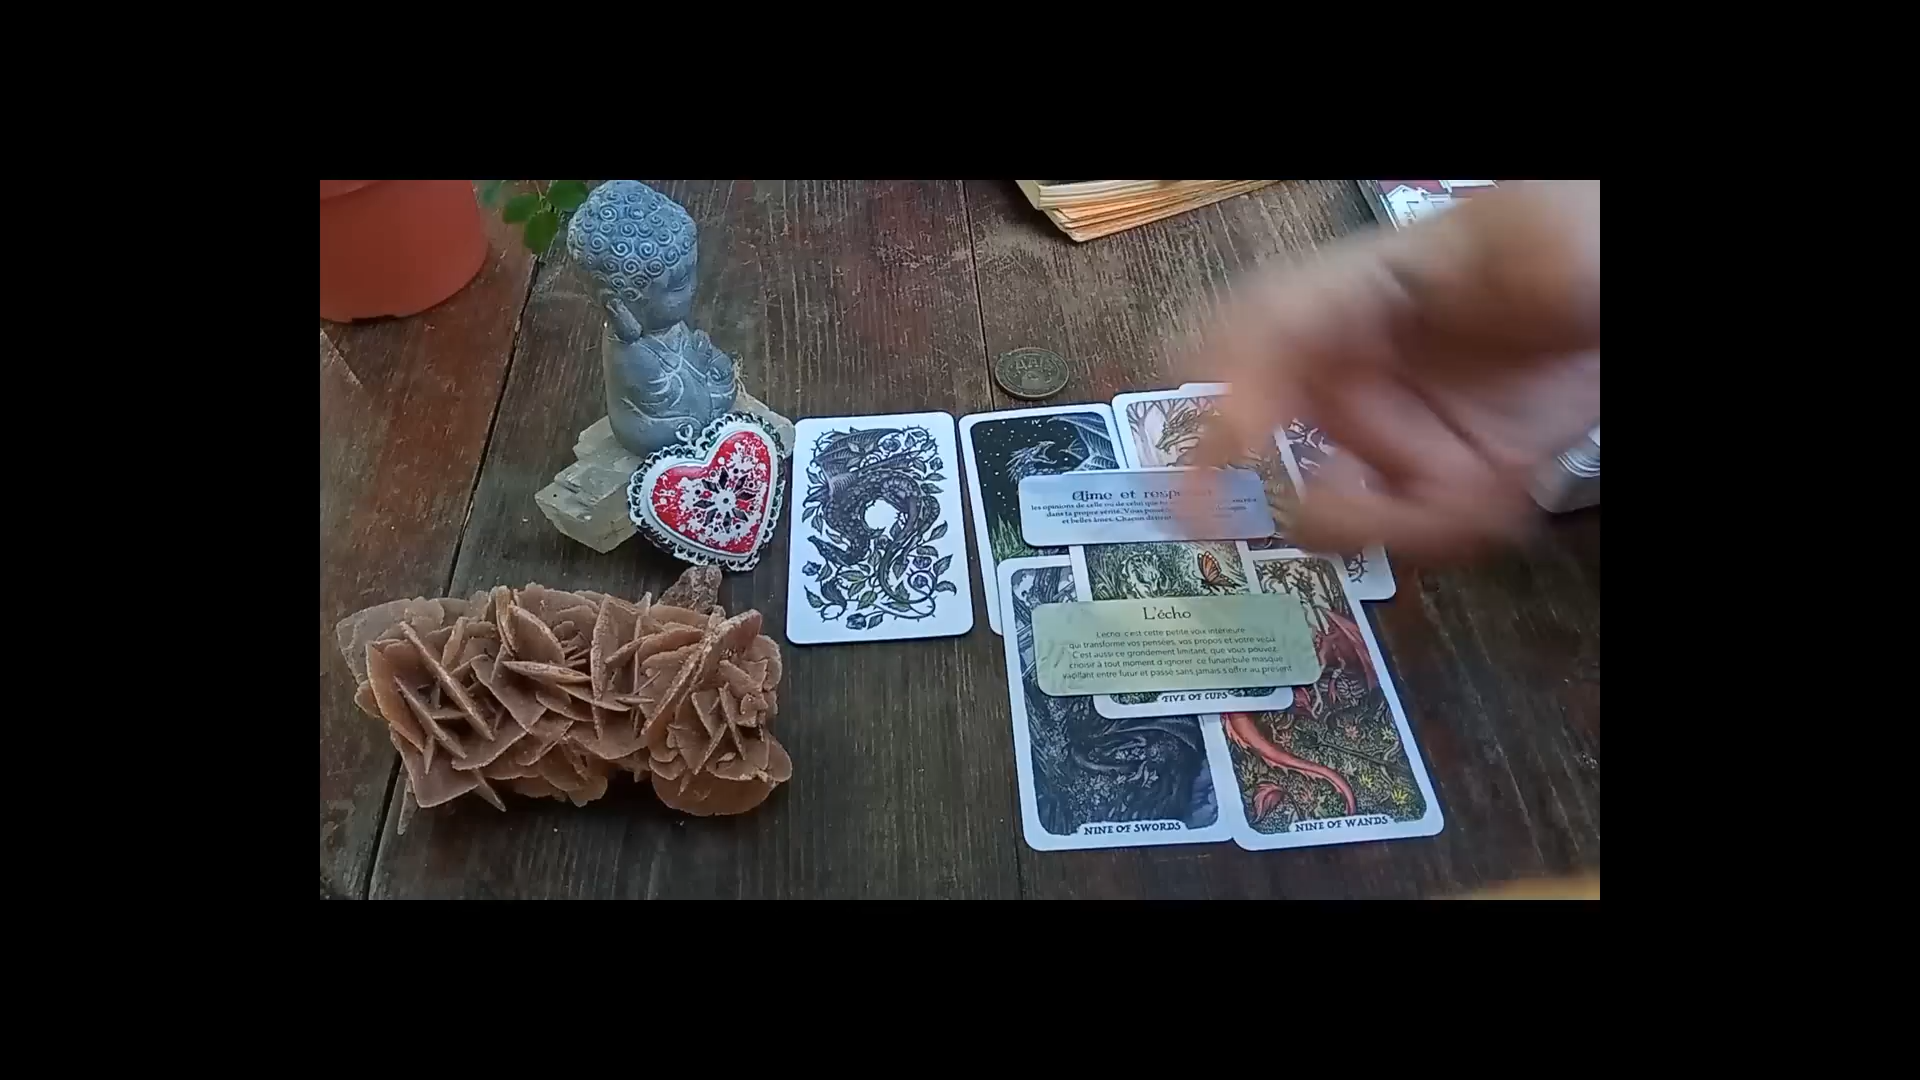 IV
Aime et
les opinions de celle ou de celui que
dans ta propre vérité. Vous
et belles âmes. Chacun
L'écho
L'écho, c'est cette petite voix intérieure
qui transforme vos pensées, vos propos et votre vécu.
C'est aussi ce grondement limitant, que vous pouvez
choisir à tout moment d'ignorer, ce funambule masqué
vacillant entre futur et passé sans jamais s'offrir au présent
FIVE OF CUPS
NINE OF SWORDS
NINE OF WANDS